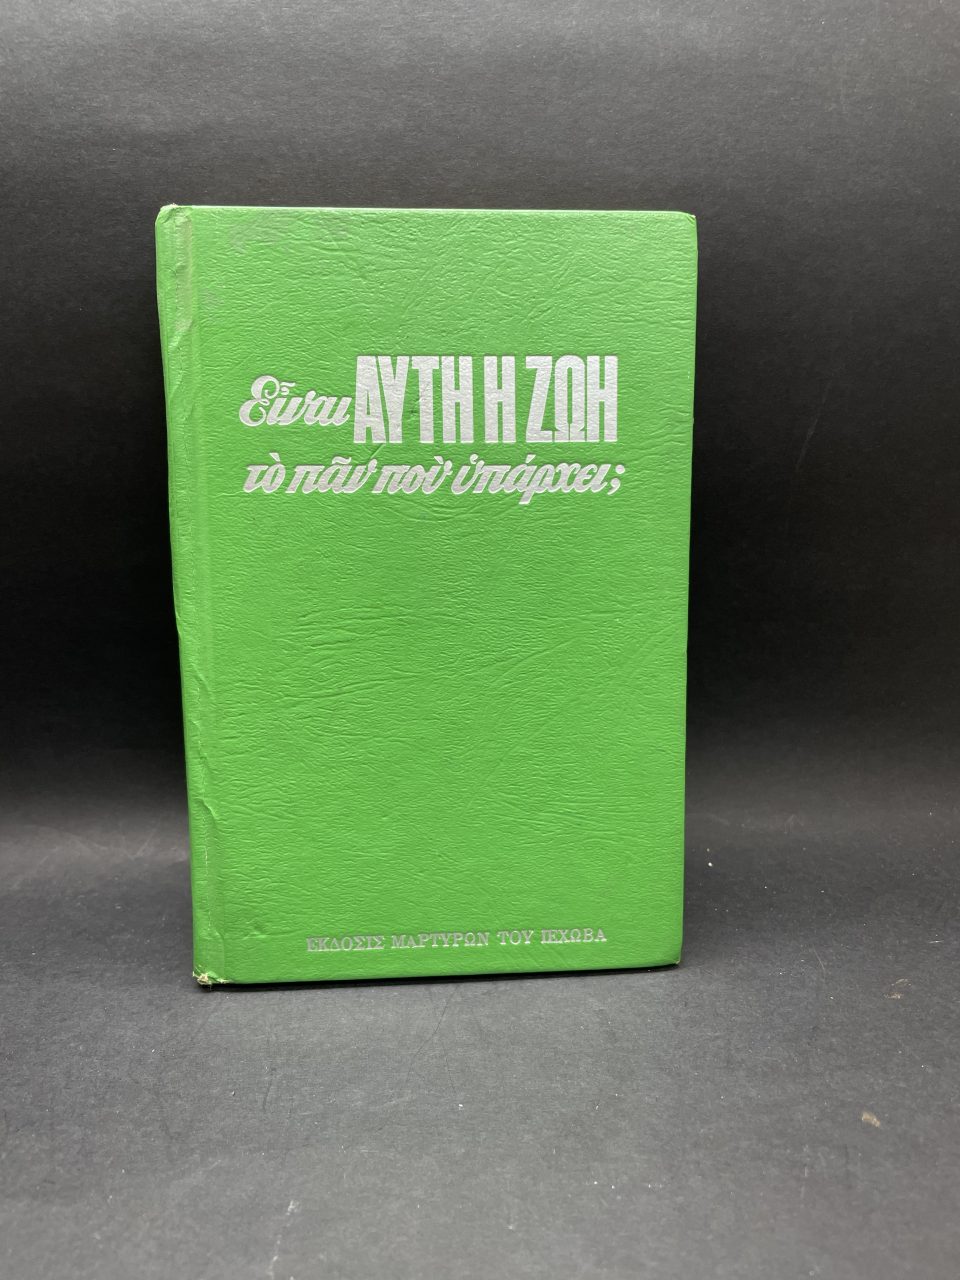 Εἶναι ΑΥΤΗ Η ΖΩΗ
τὸ πᾶν ποὺ ὑπάρχει;
ΕΚΔΟΣΙΣ ΜΑΡΤΥΡΩΝ ΤΟΥ ΙΕΧΩΒΑ